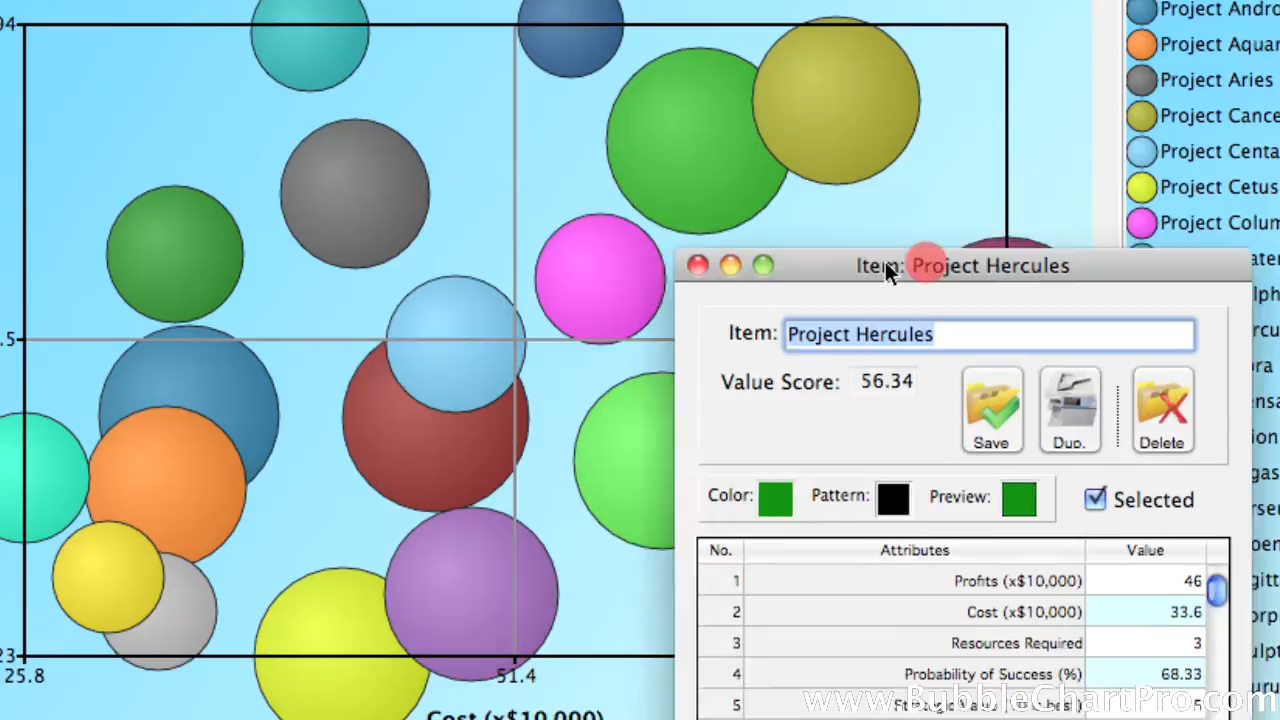 94
.5
23
25.8
51.4
Cost (x$10,000)
Project Andro
Project Aquar
Project Aries
Project Cance
Project Centa
Project Cetus
Project Colum
Item: Project Hercules
Item: Project Hercules
Value Score: 56.34
Save
Dup.
Delete
Color:
Pattern:
Preview:
Selected
No. Attributes Value
1 Profits (x$10,000) 46
2 Cost (x$10,000) 33.6
3 Resources Required 3
4 Probability of Success (%) 68.33
5
www.BubbleChartPro.com